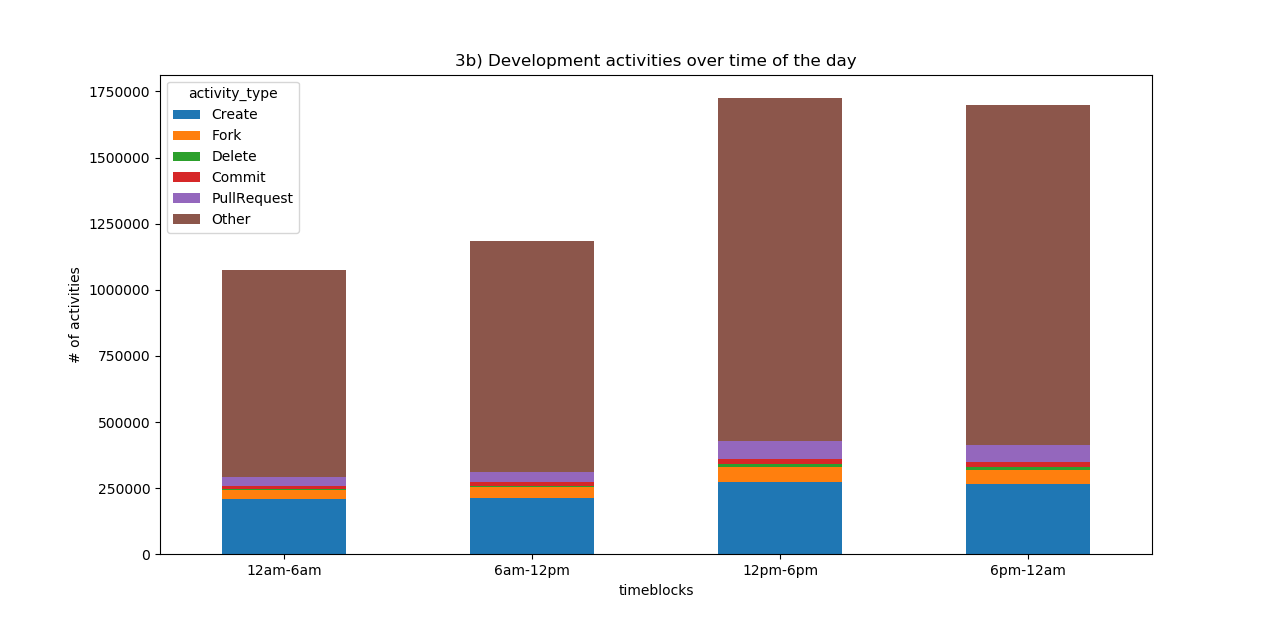 3b) Development activities over time of the day
activity_type
Create
Fork
Delete
Commit
PullRequest
Other
1750000
1500000
1250000
1000000
750000
500000
250000
0
# of activities
12am-6am
6am-12pm
12pm-6pm
6pm-12am
timeblocks